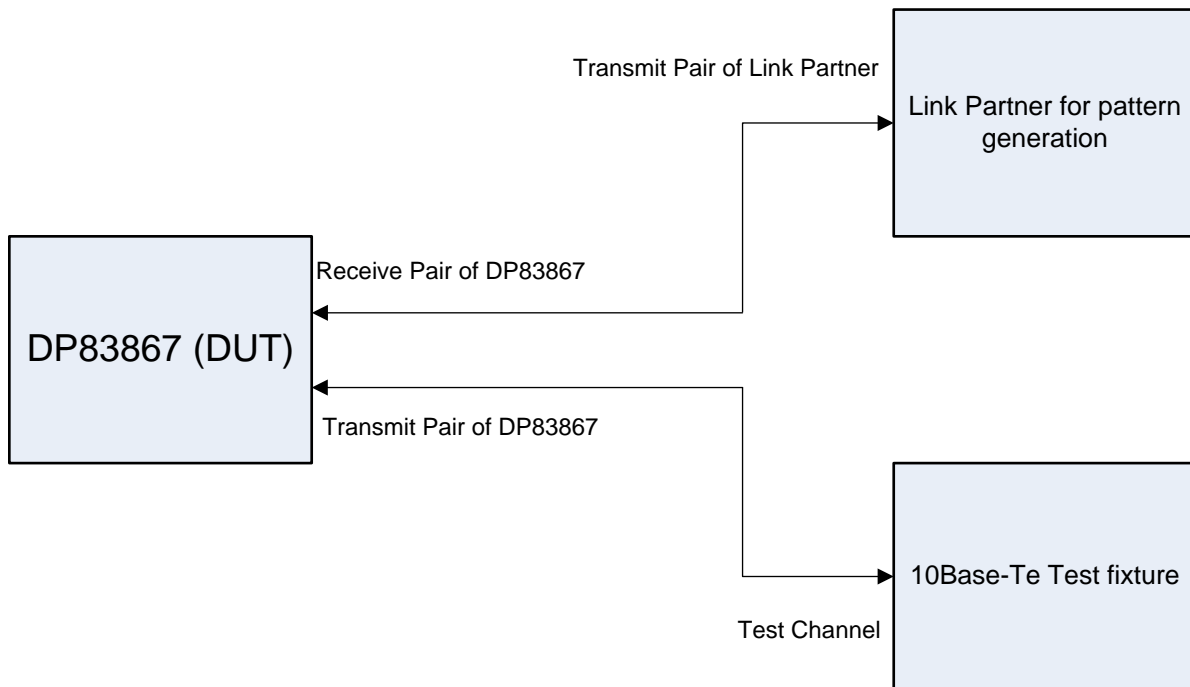 Transmit Pair of Link Partner
Link Partner for pattern
generation
Receive Pair of DP83867
DP83867 (DUT)
Transmit Pair of DP83867
10Base-Te Test fixture
Test Channel